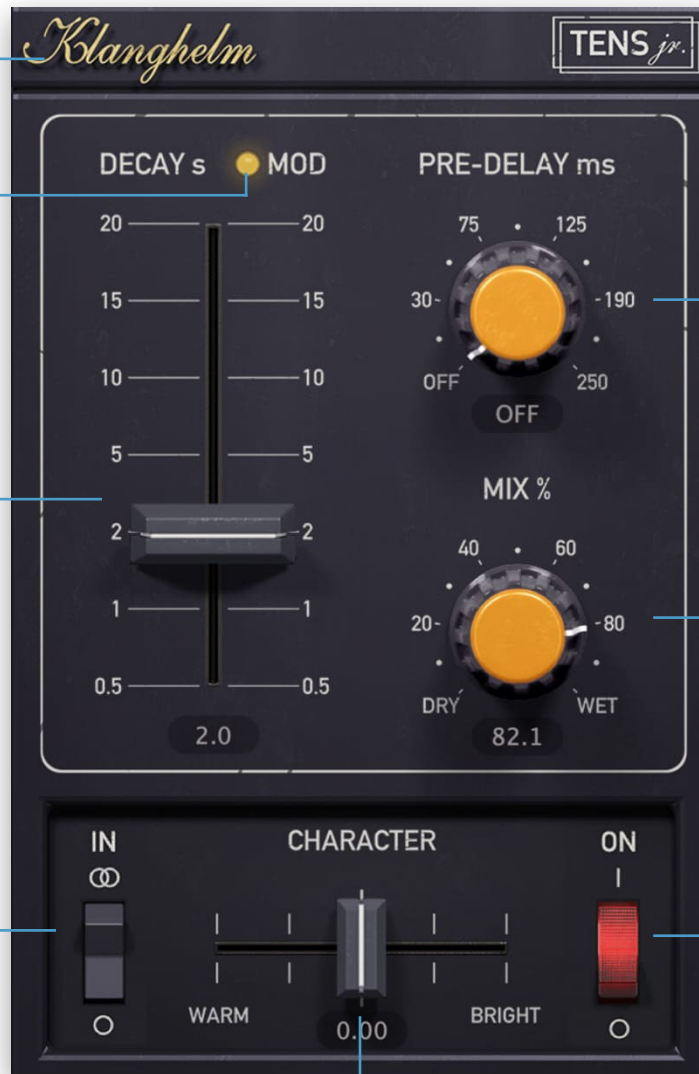 Klanghelm
TENS jr.
DECAY s MOD
20 20
15 15
10 10
5 5
2 2
1 1
0.5 0.5
2.0
PRE-DELAY ms
75 125
30 190
OFF 250
OFF
MIX %
40 60
20 80
DRY WET
82.1
IN
CHARACTER
ON
I
WARM BRIGHT
0.00
O
O